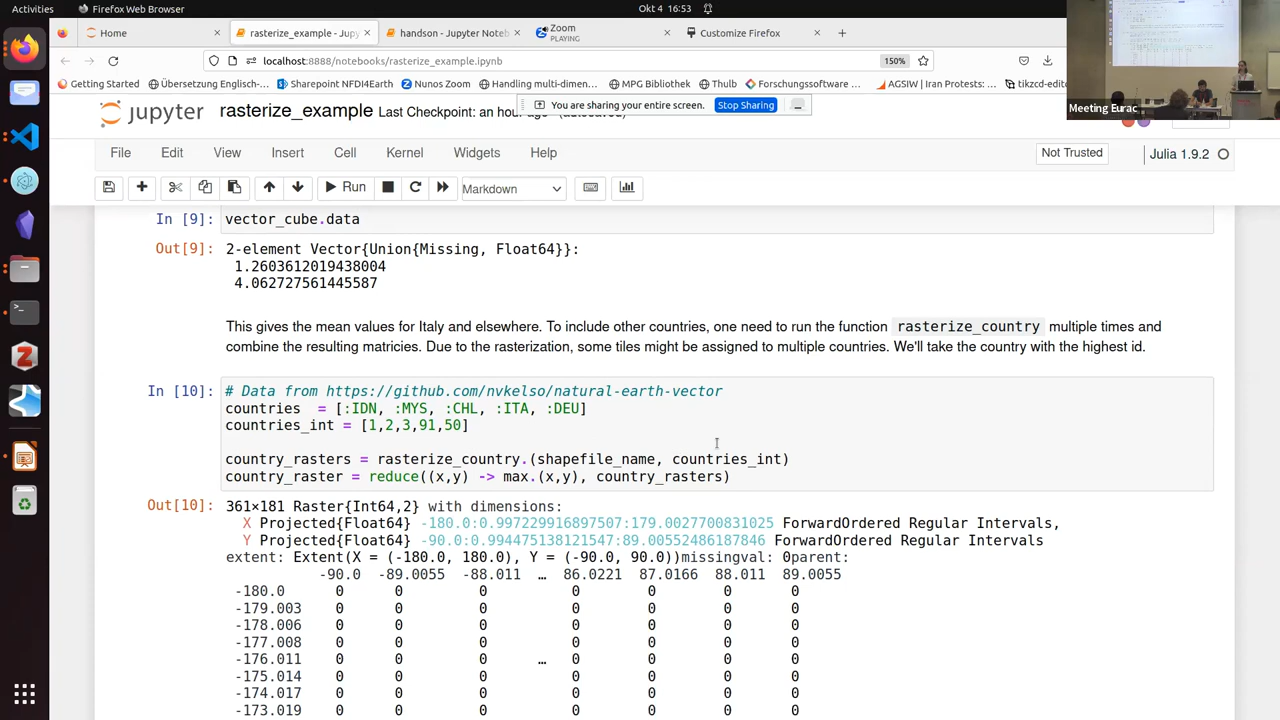 Activities
Firefox Web Browser
Okt 4 16:53
Home
rasterize_example - Jupy
handson - Jupyter Noteb
Zoom
PLAYING
Customize Firefox
localhost:8888/notebooks/rasterize_example.ipynb
150%
Getting Started
Übersetzung Englisch-...
Sharepoint NFDI4Earth
Nunos Zoom
Handling multi-dimen...
MPG Bibliothek
Thulb
Forschungssoftwar...
AGSIW | Iran Protests: ...
tikzcd-edit
Meeting Eurac
jupyter
rasterize_example Last Checkpoint: an hour ago (autosaved)
You are sharing your entire screen.
Stop Sharing
File
Edit
View
Insert
Cell
Kernel
Widgets
Help
Not Trusted
Julia 1.9.2
Run
Markdown
In [9]: vector_cube.data
Out[9]: 2-element Vector{Union{Missing, Float64}}:
1.2603612019438004
4.062727561445587
This gives the mean values for Italy and elsewhere. To include other countries, one need to run the function rasterize_country multiple times and
combine the resulting matricies. Due to the rasterization, some tiles might be assigned to multiple countries. We'll take the country with the highest id.
In [10]: # Data from https://github.com/nvkelso/natural-earth-vector
countries = [:IDN, :MYS, :CHL, :ITA, :DEU]
countries_int = [1,2,3,91,50]
country_rasters = rasterize_country.(shapefile_name, countries_int)
country_raster = reduce((x,y) -> max.(x,y), country_rasters)
Out[10]: 361×181 Raster{Int64,2} with dimensions:
X Projected{Float64} -180.0:0.997229916897507:179.0027700831025 ForwardOrdered Regular Intervals,
Y Projected{Float64} -90.0:0.994475138121547:89.00552486187846 ForwardOrdered Regular Intervals
extent: Extent(X = (-180.0, 180.0), Y = (-90.0, 90.0))missingval: 0parent:
-90.0 -89.0055 -88.011 … 86.0221 87.0166 88.011 89.0055
-180.0 0 0 0 0 0 0 0
-179.003 0 0 0 0 0 0 0
-178.006 0 0 0 0 0 0 0
-177.008 0 0 0 0 0 0 0
-176.011 0 0 0 … 0 0 0 0
-175.014 0 0 0 0 0 0 0
-174.017 0 0 0 0 0 0 0
-173.019 0 0 0 0 0 0 0